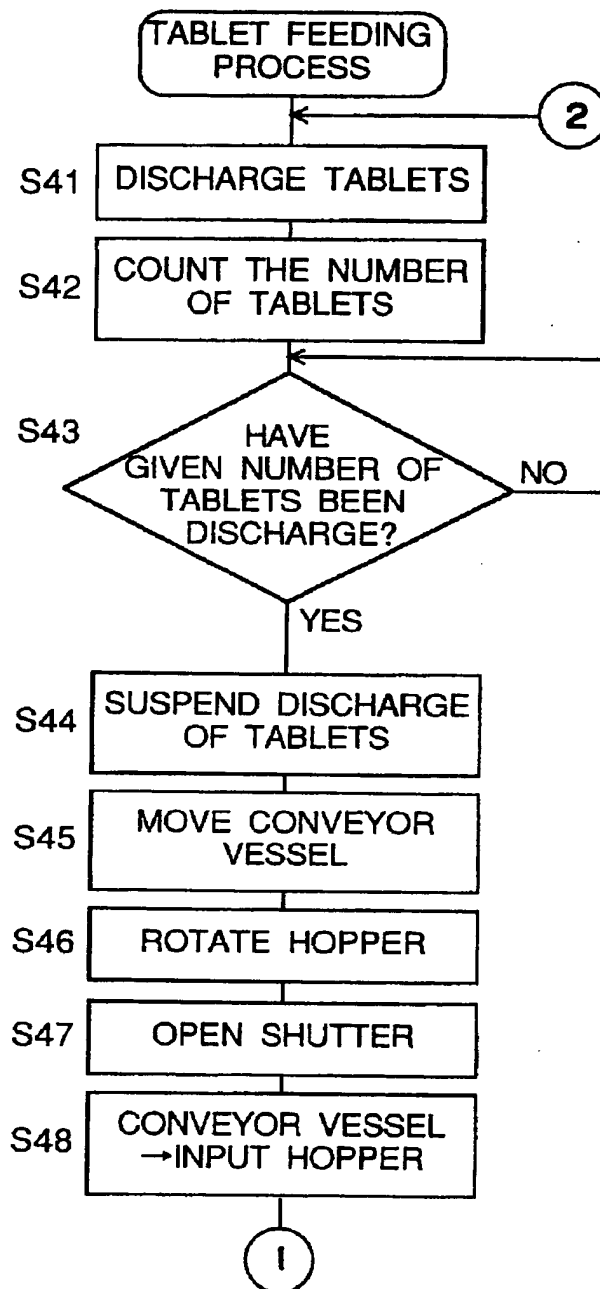 TABLET FEEDING
PROCESS
2
S41
DISCHARGE TABLETS
S42
COUNT THE NUMBER
OF TABLETS
S43
HAVE
GIVEN NUMBER OF
TABLETS BEEN
DISCHARGE?
NO
YES
S44
SUSPEND DISCHARGE
OF TABLETS
S45
MOVE CONVEYOR
VESSEL
S46
ROTATE HOPPER
S47
OPEN SHUTTER
S48
CONVEYOR VESSEL
→INPUT HOPPER
1